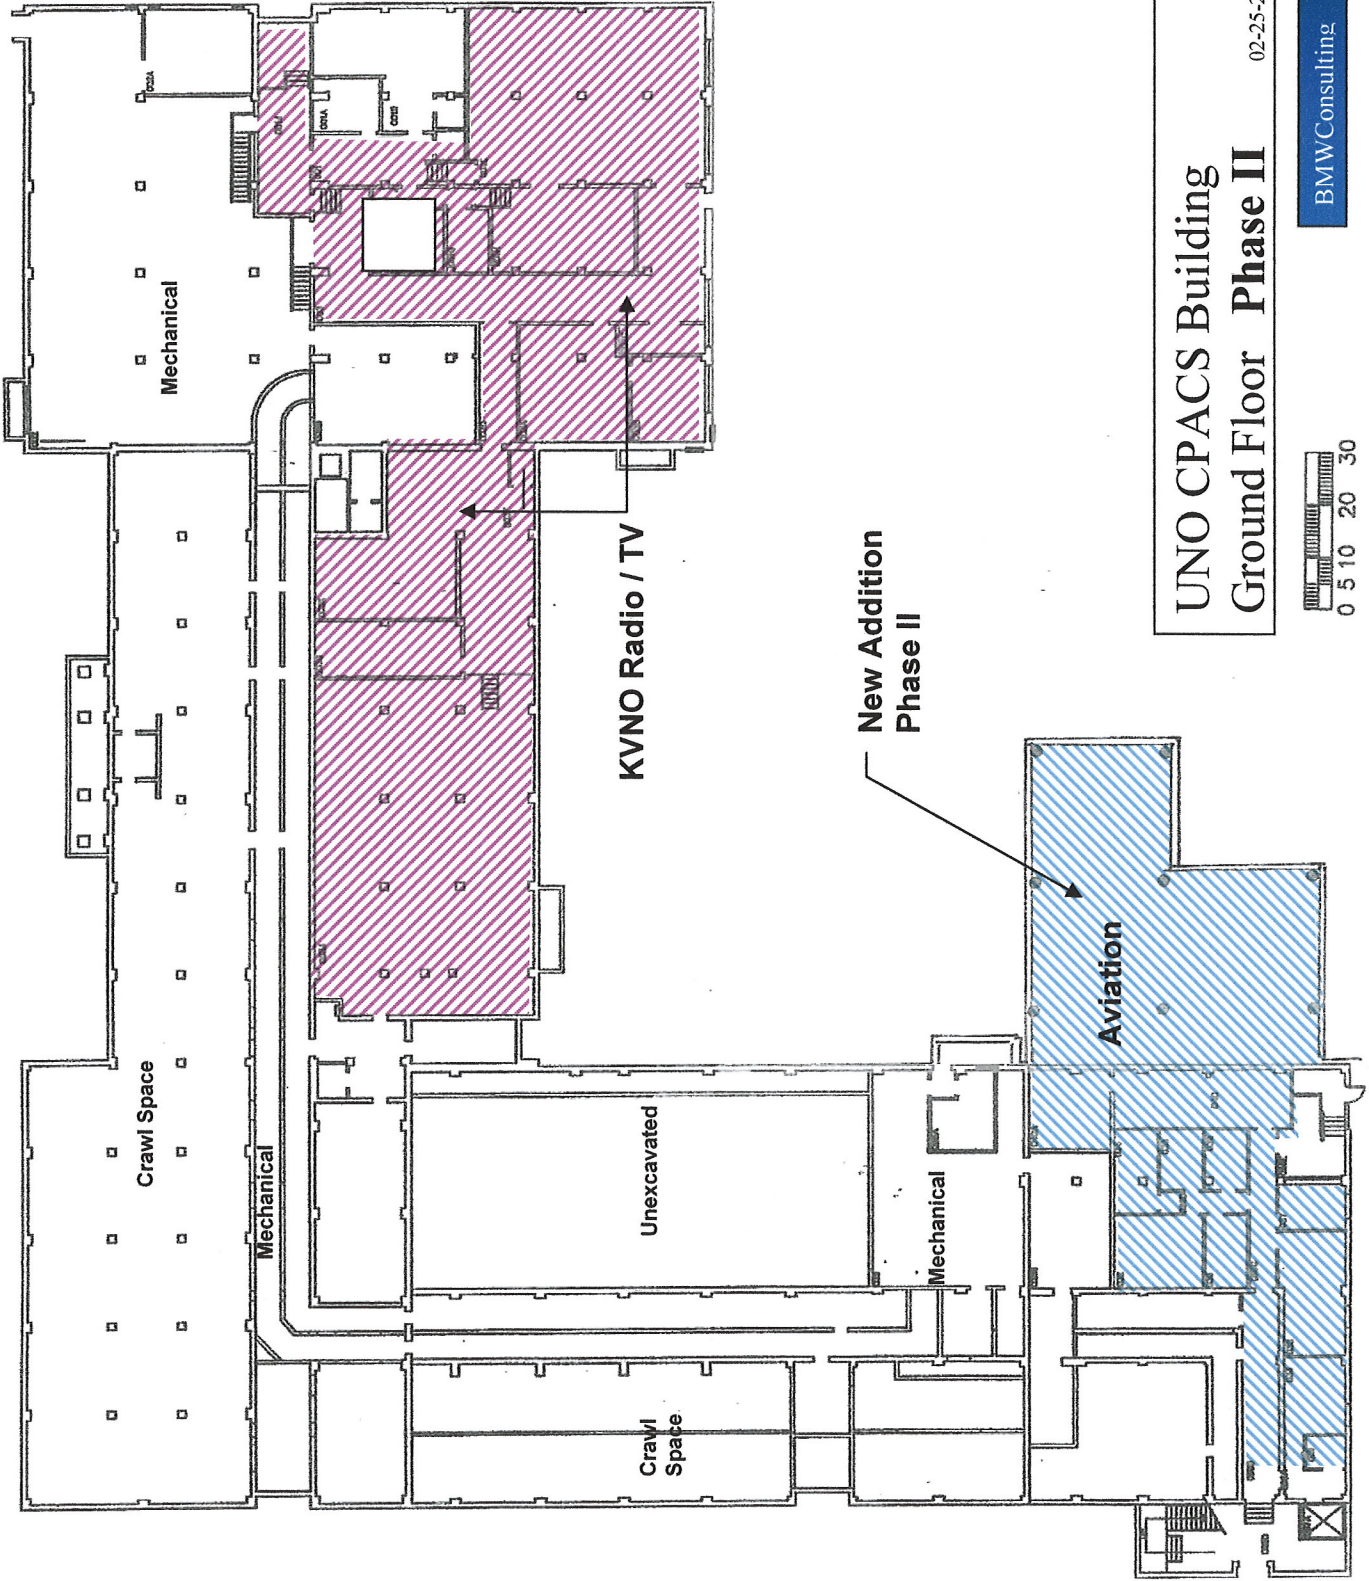 UNO CPACS Building
Ground Floor Phase II
02-25-2
BMWConsulting
0 5 10 20 30
Mechanical
Crawl Space
Mechanical
KVNO Radio / TV
New Addition
Phase II
Unexcavated
Mechanical
Aviation
Crawl
Space